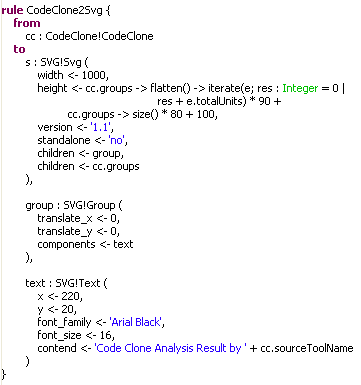 rule CodeClone2Svg {
from
cc : CodeClone!CodeClone
to
s : SVG!Svg (
width <- 1000,
height <- cc.groups -> flatten() -> iterate(e; res : Integer = 0 |
res + e.totalUnits) * 90 +
cc.groups -> size() * 80 + 100,
version <- '1.1',
standalone <- 'no',
children <- group,
children <- cc.groups
),
group : SVG!Group (
translate_x <- 0,
translate_y <- 0,
components <- text
),
text : SVG!Text (
x <- 220,
y <- 20,
font_family <- 'Arial Black',
font_size <- 16,
contend <- 'Code Clone Analysis Result by ' + cc.sourceToolName
)
}